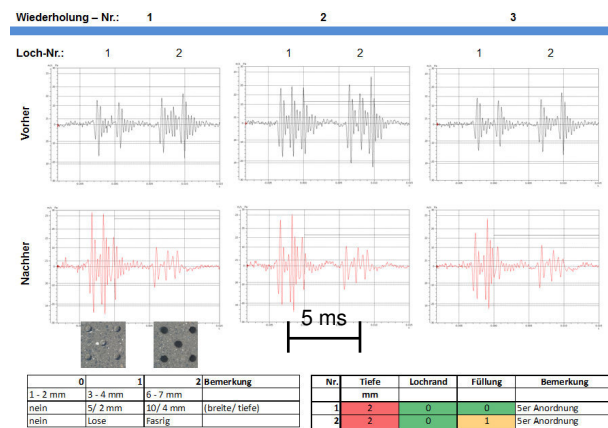 Wiederholung – Nr.: 1 2 3
Loch-Nr.: 1 2 1 2 1 2
Vorher
Nachher
5 ms
0 1 2 Bemerkung
1 - 2 mm 3 - 4 mm 6 - 7 mm
nein 5/ 2 mm 10/ 4 mm (breite/ tiefe)
nein Lose Fasrig
Nr. Tiefe Lochrand Füllung Bemerkung
mm
1 2 0 0 5er Anordnung
2 2 0 1 5er Anordnung